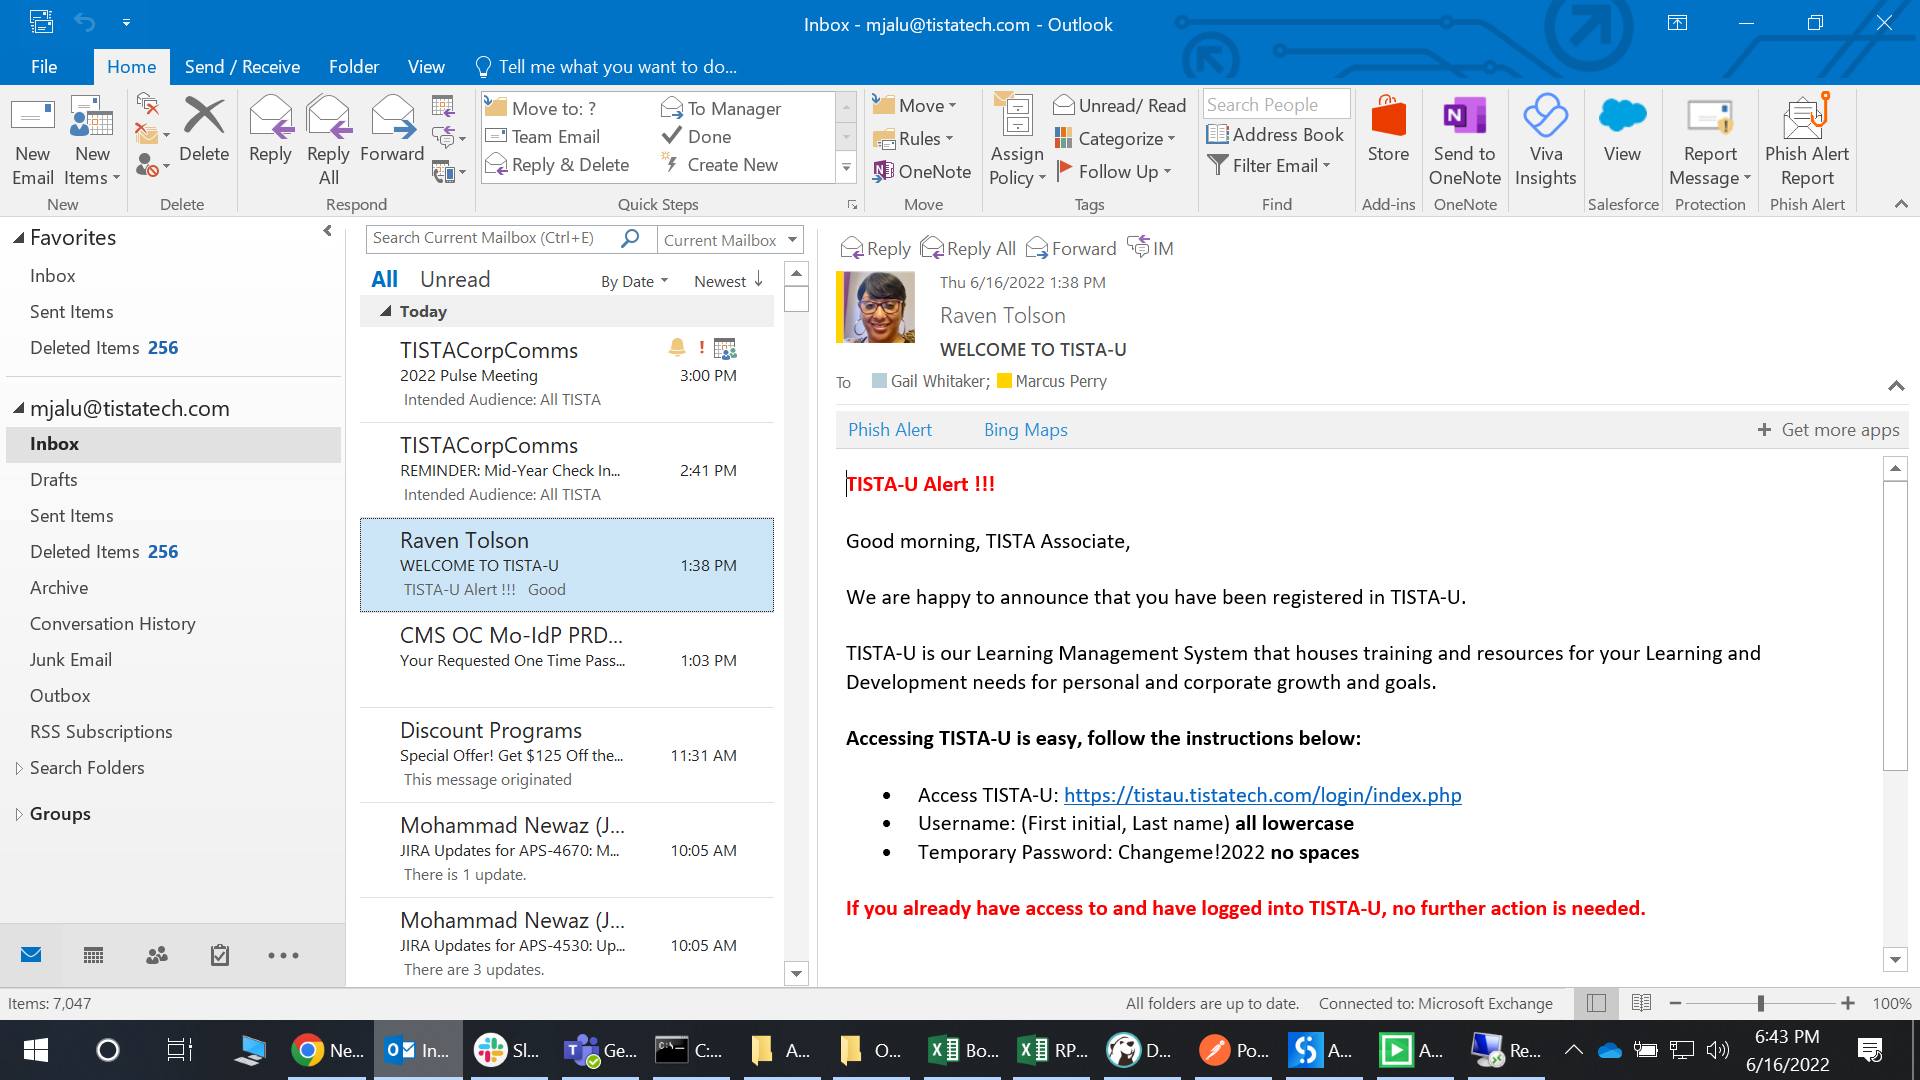 Inbox - mjalu@tistatech.com - Outlook
File Home Send / Receive Folder View Tell me what you want to do...
New Email
New Items
New
Delete
Delete
Reply
Reply All
Forward
Respond
Move to: ?
Team Email
Reply & Delete
To Manager
Done
Create New
Quick Steps
Move
Rules
OneNote
Move
Assign Policy
Unread/ Read
Categorize
Follow Up
Tags
Search People
Address Book
Filter Email
Find
Store
Add-ins
Send to OneNote
OneNote
Viva Insights
View
Salesforce
Report Message
Protection
Phish Alert Report
Phish Alert
Favorites
Inbox
Sent Items
Deleted Items 256
mjalu@tistatech.com
Inbox
Drafts
Sent Items
Deleted Items 256
Archive
Conversation History
Junk Email
Outbox
RSS Subscriptions
Search Folders
Groups
Search Current Mailbox (Ctrl+E)
Current Mailbox
All Unread By Date Newest
Today
TISTACorpComms
2022 Pulse Meeting 3:00 PM
Intended Audience: All TISTA
TISTACorpComms
REMINDER: Mid-Year Check In... 2:41 PM
Intended Audience: All TISTA
Raven Tolson
WELCOME TO TISTA-U 1:38 PM
TISTA-U Alert !!! Good
CMS OC Mo-IdP PRD...
Your Requested One Time Pass... 1:03 PM
Discount Programs
Special Offer! Get $125 Off the... 11:31 AM
This message originated
Mohammad Newaz (J...
JIRA Updates for APS-4670: M... 10:05 AM
There is 1 update.
Mohammad Newaz (J...
JIRA Updates for APS-4530: Up... 10:05 AM
There are 3 updates.
Reply Reply All Forward IM
Thu 6/16/2022 1:38 PM
Raven Tolson
WELCOME TO TISTA-U
To Gail Whitaker; Marcus Perry
Phish Alert Bing Maps + Get more apps
TISTA-U Alert !!!
Good morning, TISTA Associate,
We are happy to announce that you have been registered in TISTA-U.
TISTA-U is our Learning Management System that houses training and resources for your Learning and
Development needs for personal and corporate growth and goals.
Accessing TISTA-U is easy, follow the instructions below:
• Access TISTA-U: https://tistau.tistatech.com/login/index.php
• Username: (First initial, Last name) all lowercase
• Temporary Password: Changeme!2022 no spaces
If you already have access to and have logged into TISTA-U, no further action is needed.
Items: 7,047
All folders are up to date. Connected to: Microsoft Exchange 100%
Ne... In... Sl... Ge... C:... A... O... Bo... RP... D... Po... A... A... Re...
6:43 PM
6/16/2022